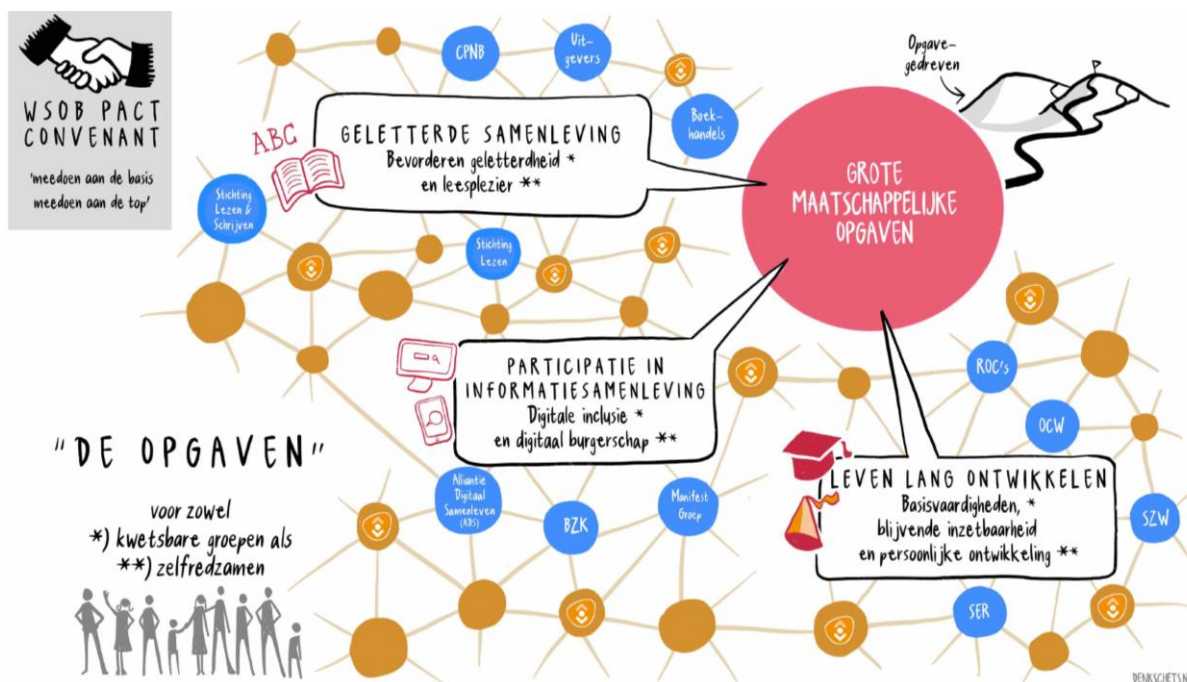 WSOB PACT
CONVENANT
'meedoen aan de basis
meedoen aan de top'
CPNB
Uit-
gevers
Boek-
handels
Opgave-
gedreven
ABC
GELETTERDE SAMENLEVING
Bevorderen geletterdheid *
en leesplezier **
GROTE
MAATSCHAPPELIJKE
OPGAVEN
Stichting
Lezen &
Schrijven
Stichting
Lezen
PARTICIPATIE IN
INFORMATIESAMENLEVING
Digitale inclusie *
en digitaal burgerschap **
ROC's
OCW
"DE OPGAVEN"
voor zowel
*) kwetsbare groepen als
**) zelfredzamen
Alliantie
Digitaal
Samenleven
(ADS)
BZK
Manifest
Groep
LEVEN LANG ONTWIKKELEN
Basisvaardigheden, *
blijvende inzetbaarheid
en persoonlijke ontwikkeling **
SZW
SER
DENKSCHETS.N